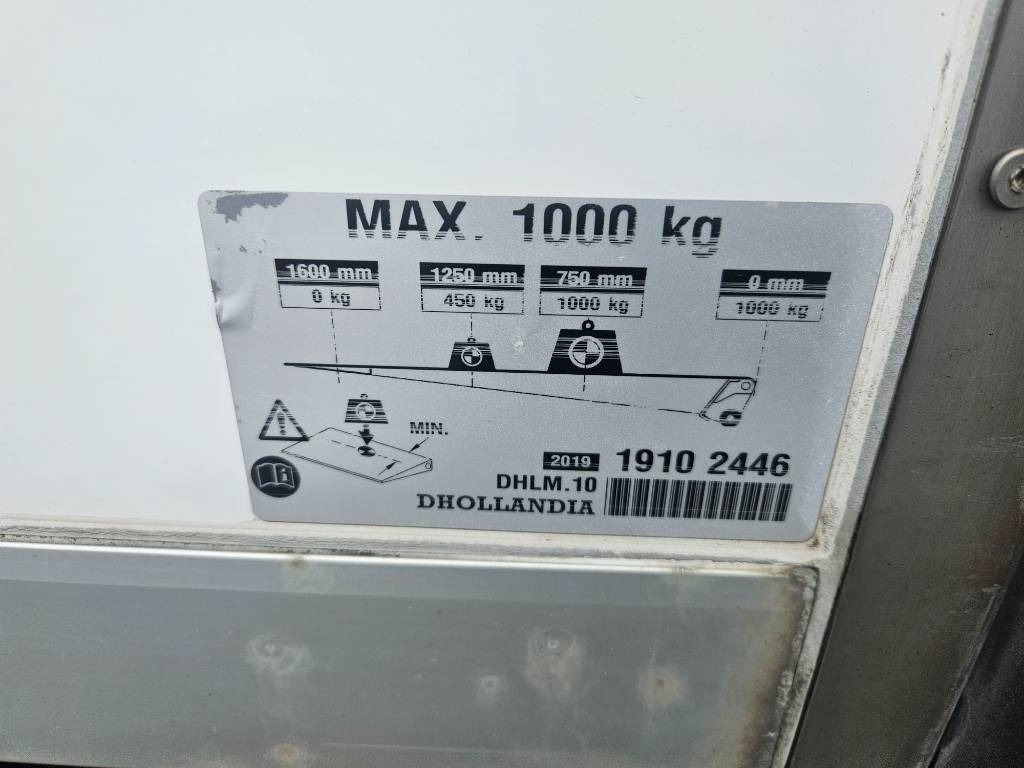 MAX. 1000 kg
1600 mm 1250 mm 750 mm 0 mm
0 kg 450 kg 1000 kg 1000 kg
MIN.
2019 1910 2446
DHLM.10
DHOLLANDIA